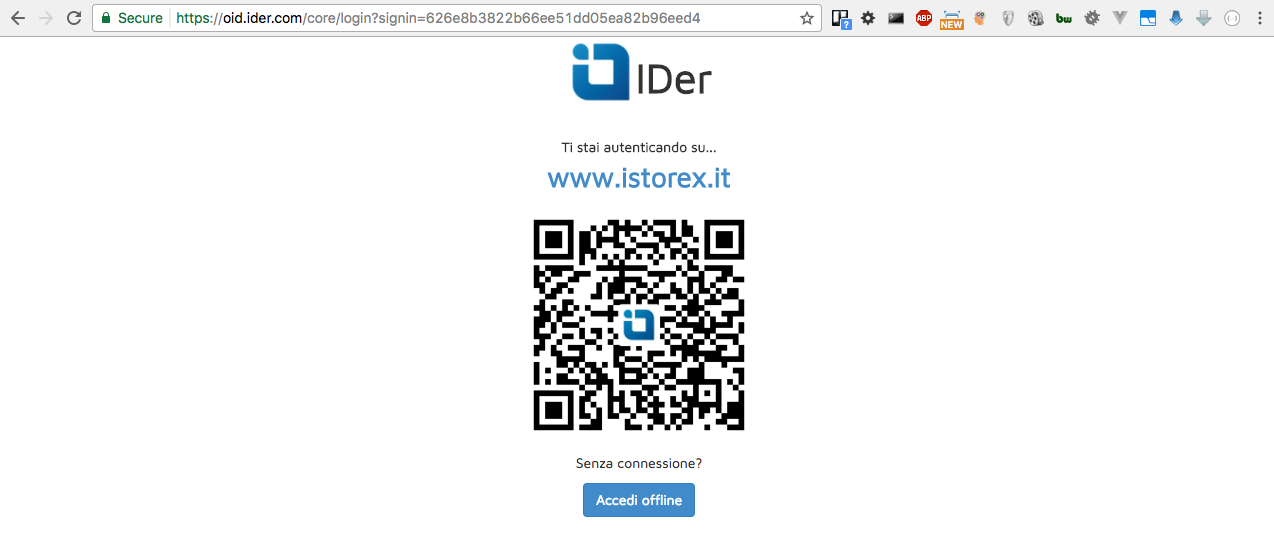 Secure https://oid.ider.com/core/login?signin=626e8b3822b66ee51dd05ea82b96eed4 ? ABP NEW bw
IDer
Ti stai autenticando su...
www.istorex.it
Senza connessione?
Accedi offline